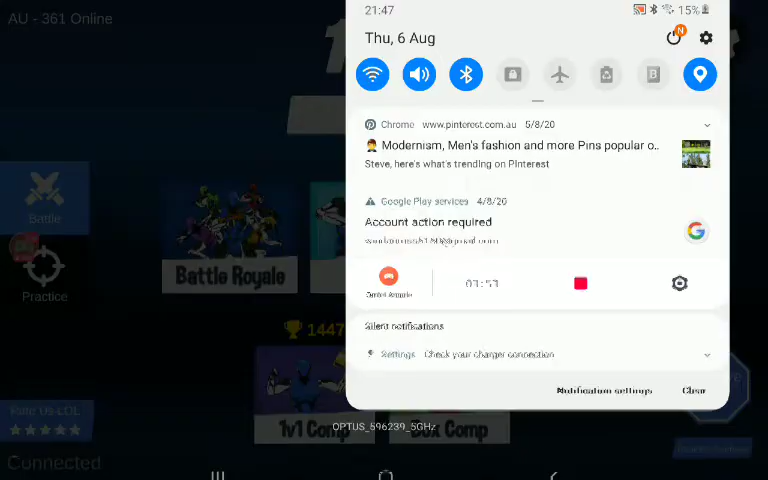 AU - 361 Online
21:47
15%
Thu, 6 Aug
N
Chrome www.pinterest.com.au 5/8/20
Modernism, Men's fashion and more Pins popular o..
Steve, here's what's trending on Pinterest
Google Play services 4/8/20
Account action required
01:51
Silent notifications
Settings Check your charger connection
Notification settings Clear
Battle
Practice
Battle Royale
1447
1v1 Comp
Box Comp
Rate Us-LOL
OPTUS_596239_5GHz
Connected